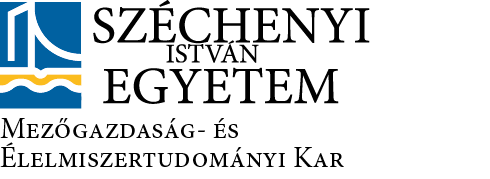 SZÉCHENYI
ISTVÁN
EGYETEM
MEZŐGAZDASÁG- ÉS
ÉLELMISZERTUDOMÁNYI KAR